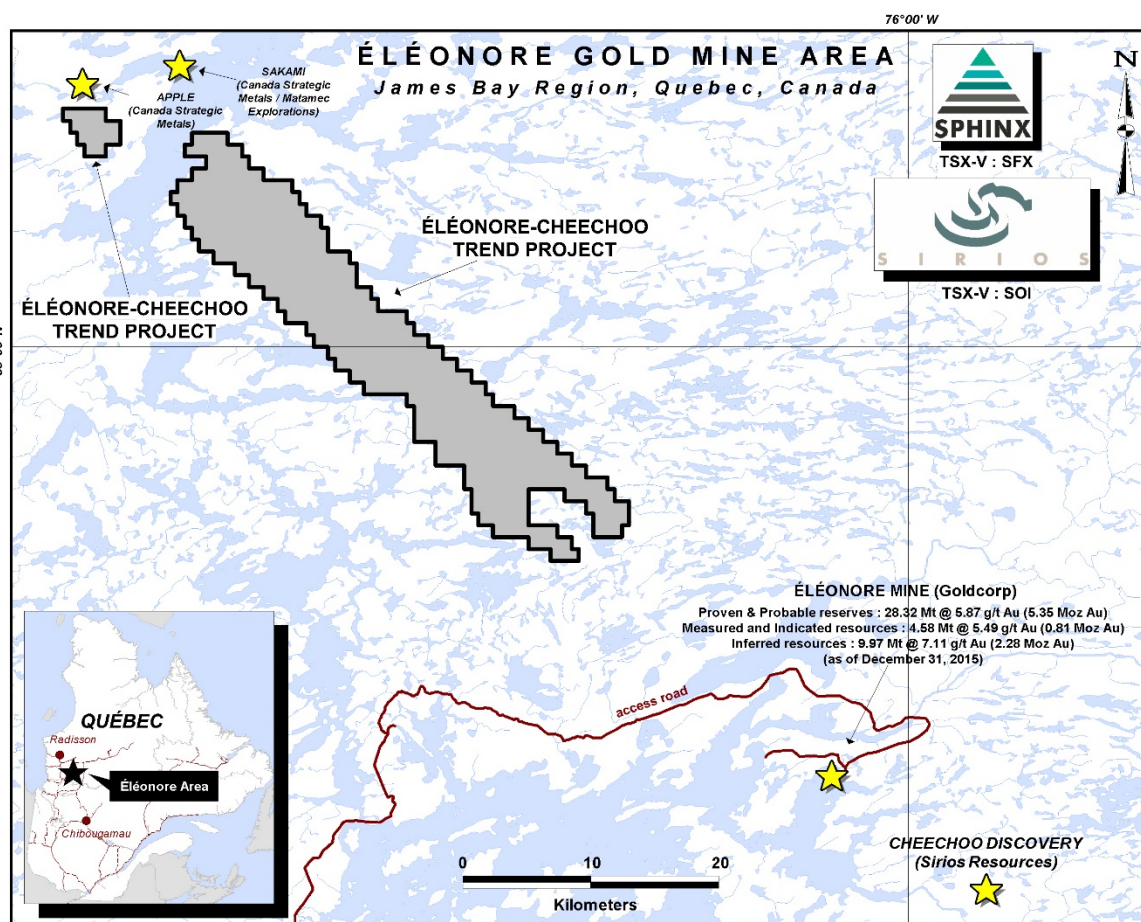 76°00' W
ÉLÉONORE GOLD MINE AREA
James Bay Region, Quebec, Canada
N
SPHINX
TSX-V : SFX
SIRIOS
TSX-V : SOI
APPLE
(Canada Strategic
Metals)
SAKAMI
(Canada Strategic
Metals / Matamec
Explorations)
ÉLÉONORE-CHEECHOO
TREND PROJECT
ÉLÉONORE-CHEECHOO
TREND PROJECT
ÉLÉONORE MINE (Goldcorp)
Proven & Probable reserves : 28.32 Mt @ 5.87 g/t Au (5.35 Moz Au)
Measured and Indicated resources : 4.58 Mt @ 5.49 g/t Au (0.81 Moz Au)
Inferred resources : 9.97 Mt @ 7.11 g/t Au (2.28 Moz Au)
(as of December 31, 2015)
access road
QUÉBEC
Radisson
Éléonore Area
Chibougamau
0 10 20
Kilometers
CHEECHOO DISCOVERY
(Sirios Resources)